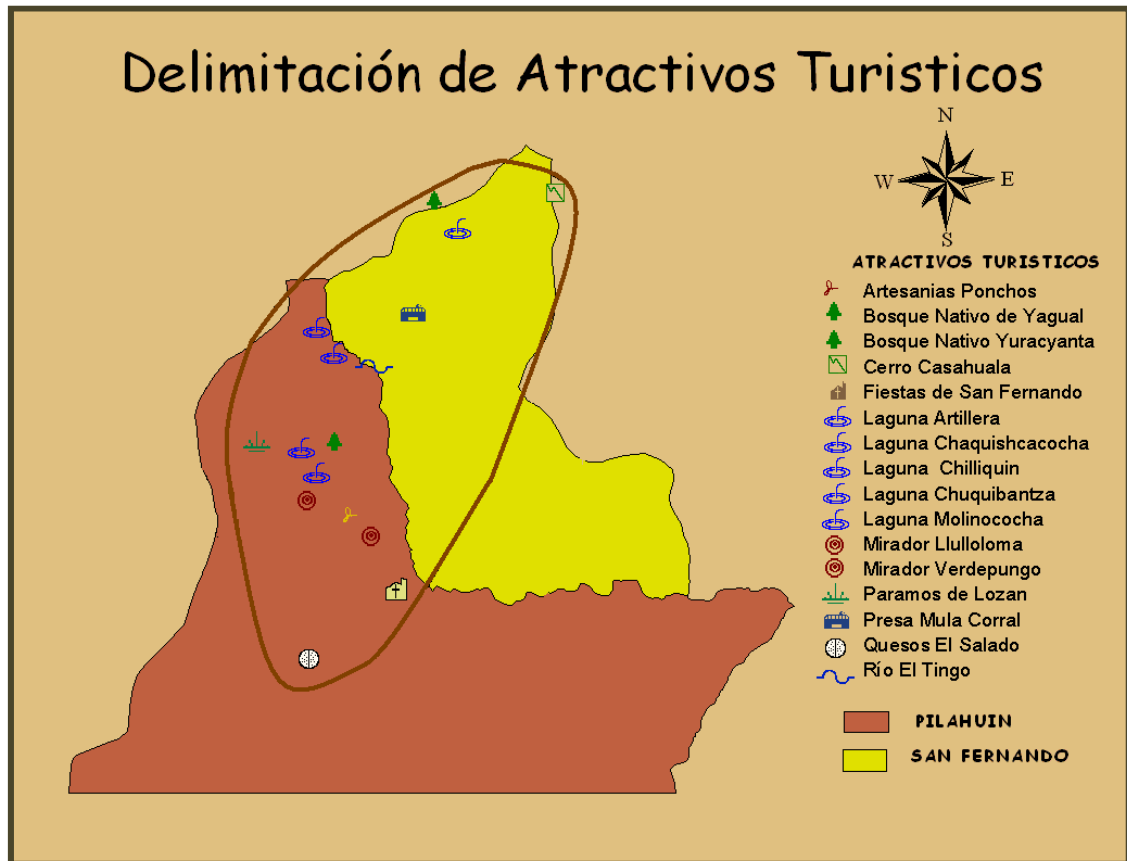 Delimitación de Atractivos Turisticos
N
W
E
S
ATRACTIVOS TURISTICOS
Artesanias Ponchos
Bosque Nativo de Yagual
Bosque Nativo Yuracyanta
Cerro Casahuala
Fiestas de San Fernando
Laguna Artillera
Laguna Chaquishcacocha
Laguna Chilliquin
Laguna Chuquibantza
Laguna Molinococha
Mirador Llulloloma
Mirador Verdepungo
Paramos de Lozan
Presa Mula Corral
Quesos El Salado
Río El Tingo
PILAHUIN
SAN FERNANDO